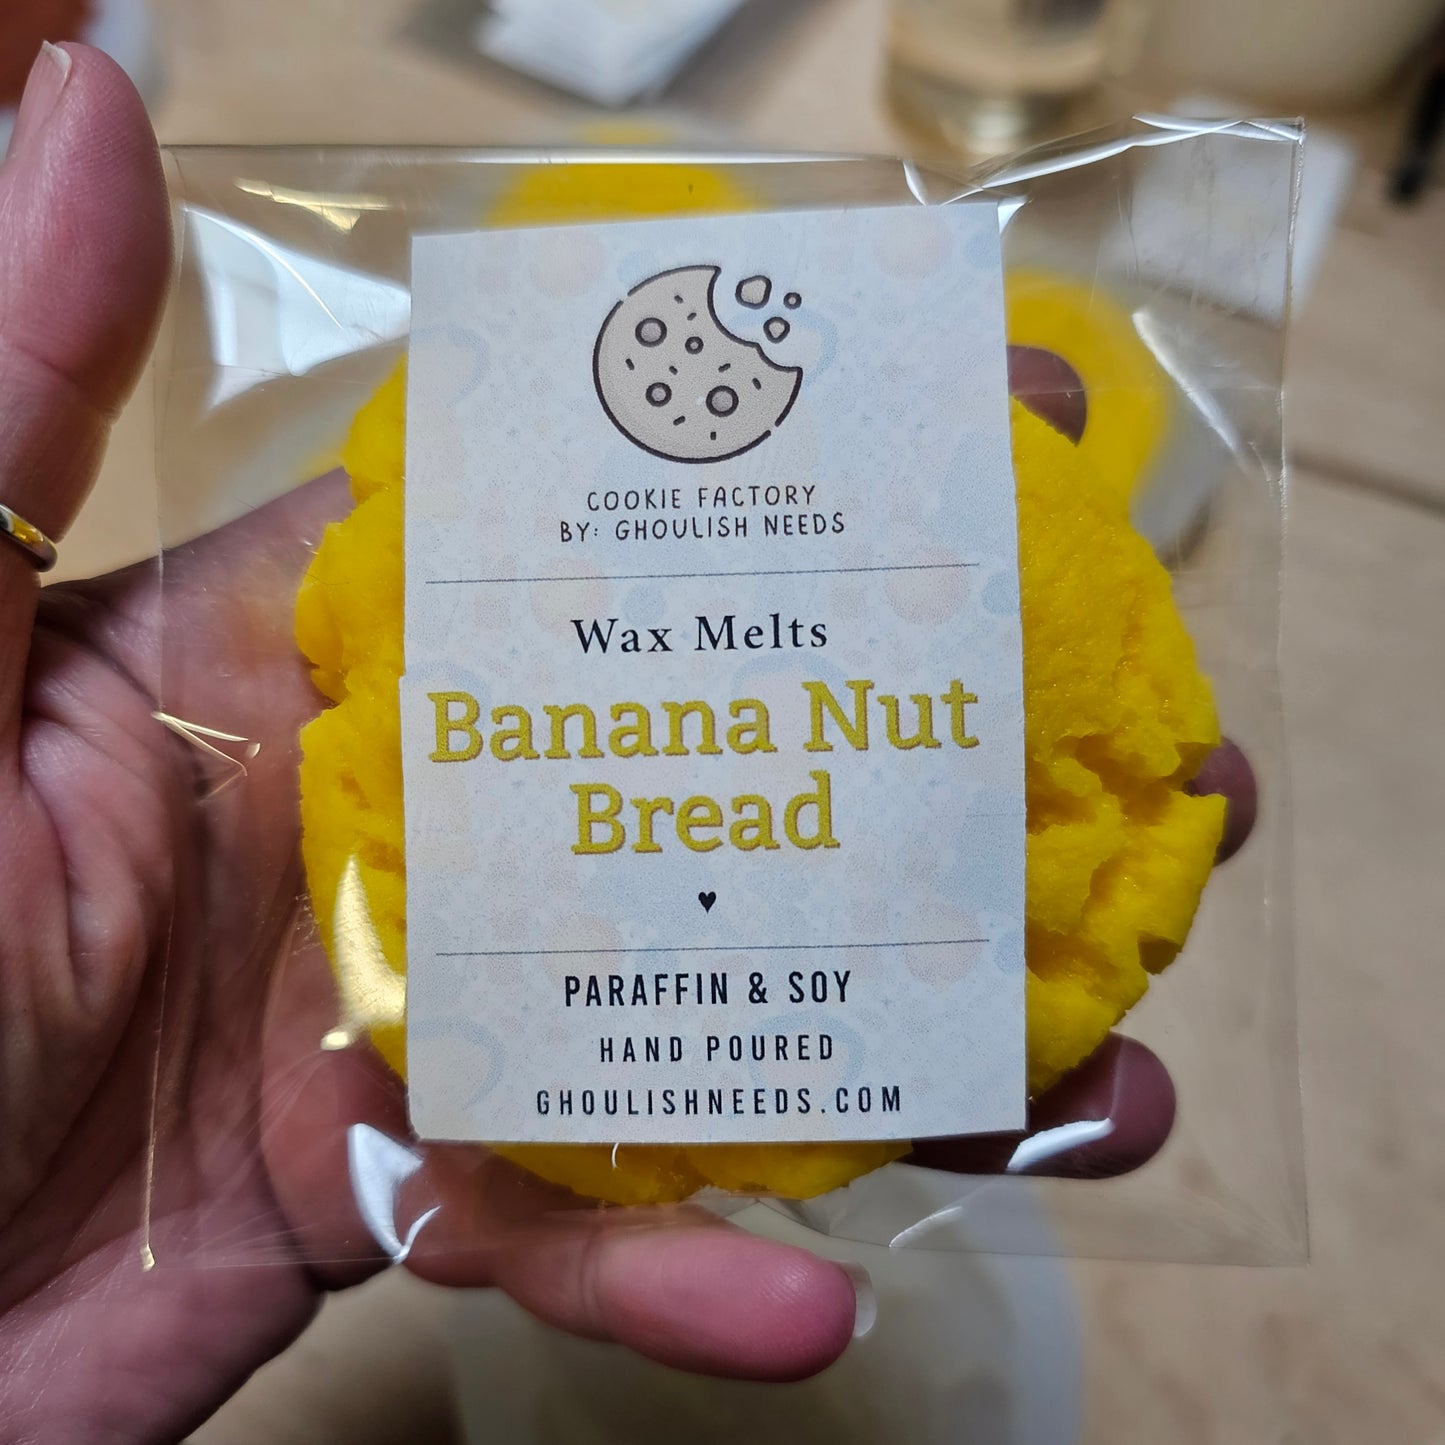 COOKIE FACTORY
BY: GHOULISH NEEDS
Wax Melts
Banana Nut
Bread
PARAFFIN & SOY
HAND POURED
GHOULISHNEEDS.COM